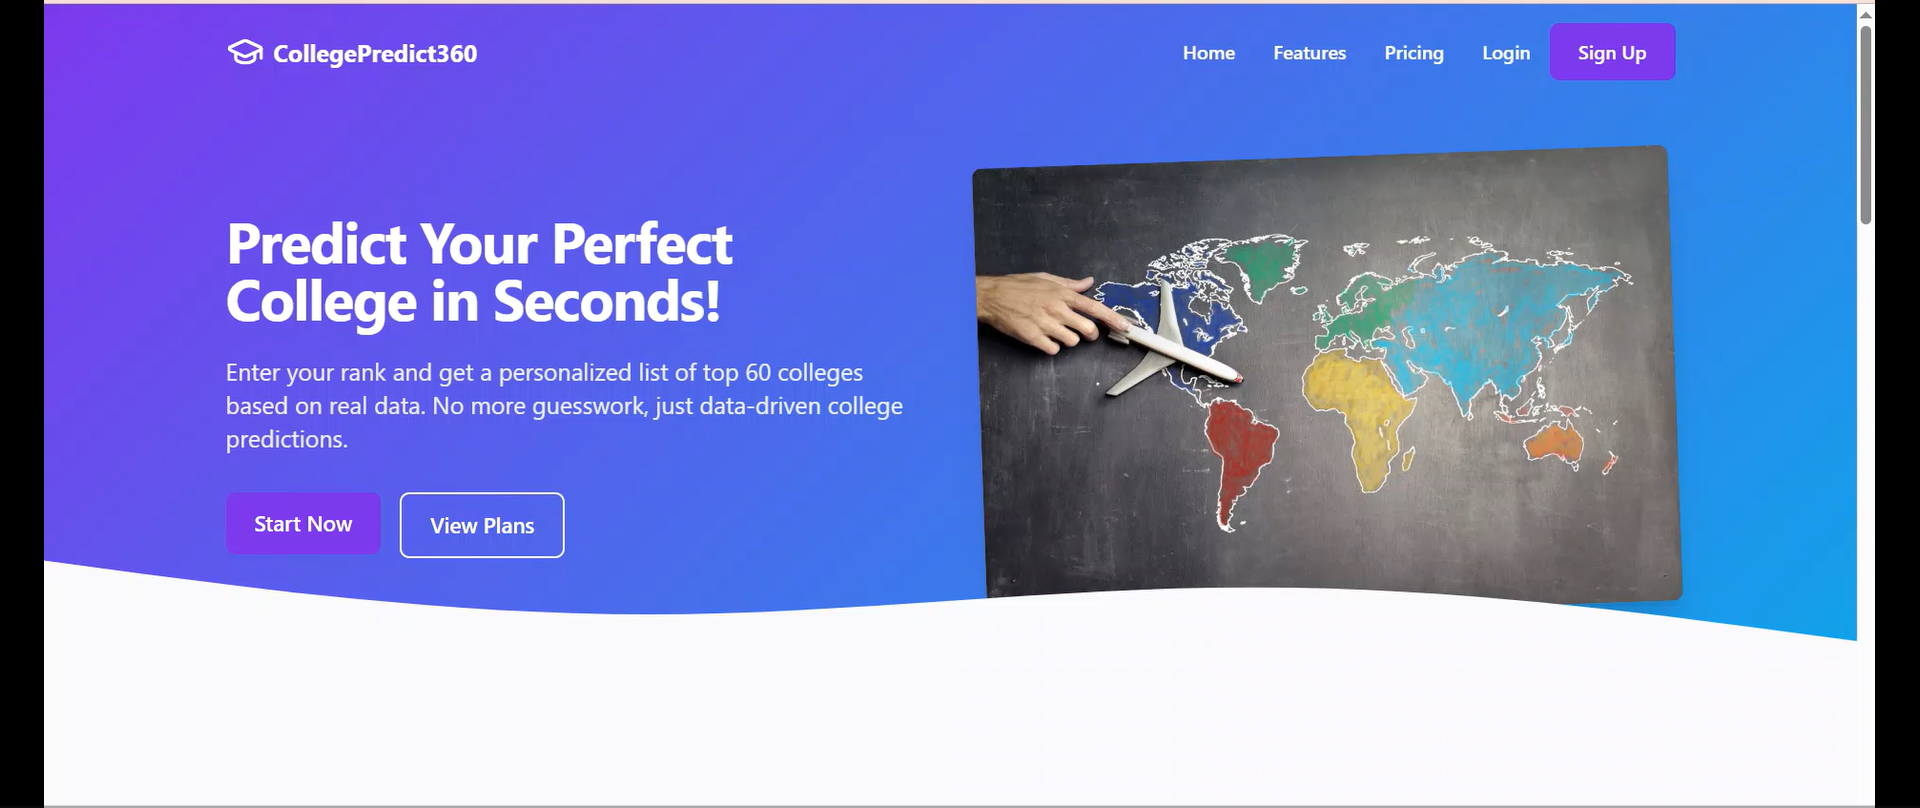 CollegePredict360
Home
Features
Pricing
Login
Sign Up
Predict Your Perfect
College in Seconds!
Enter your rank and get a personalized list of top 60 colleges
based on real data. No more guesswork, just data-driven college
predictions.
Start Now
View Plans